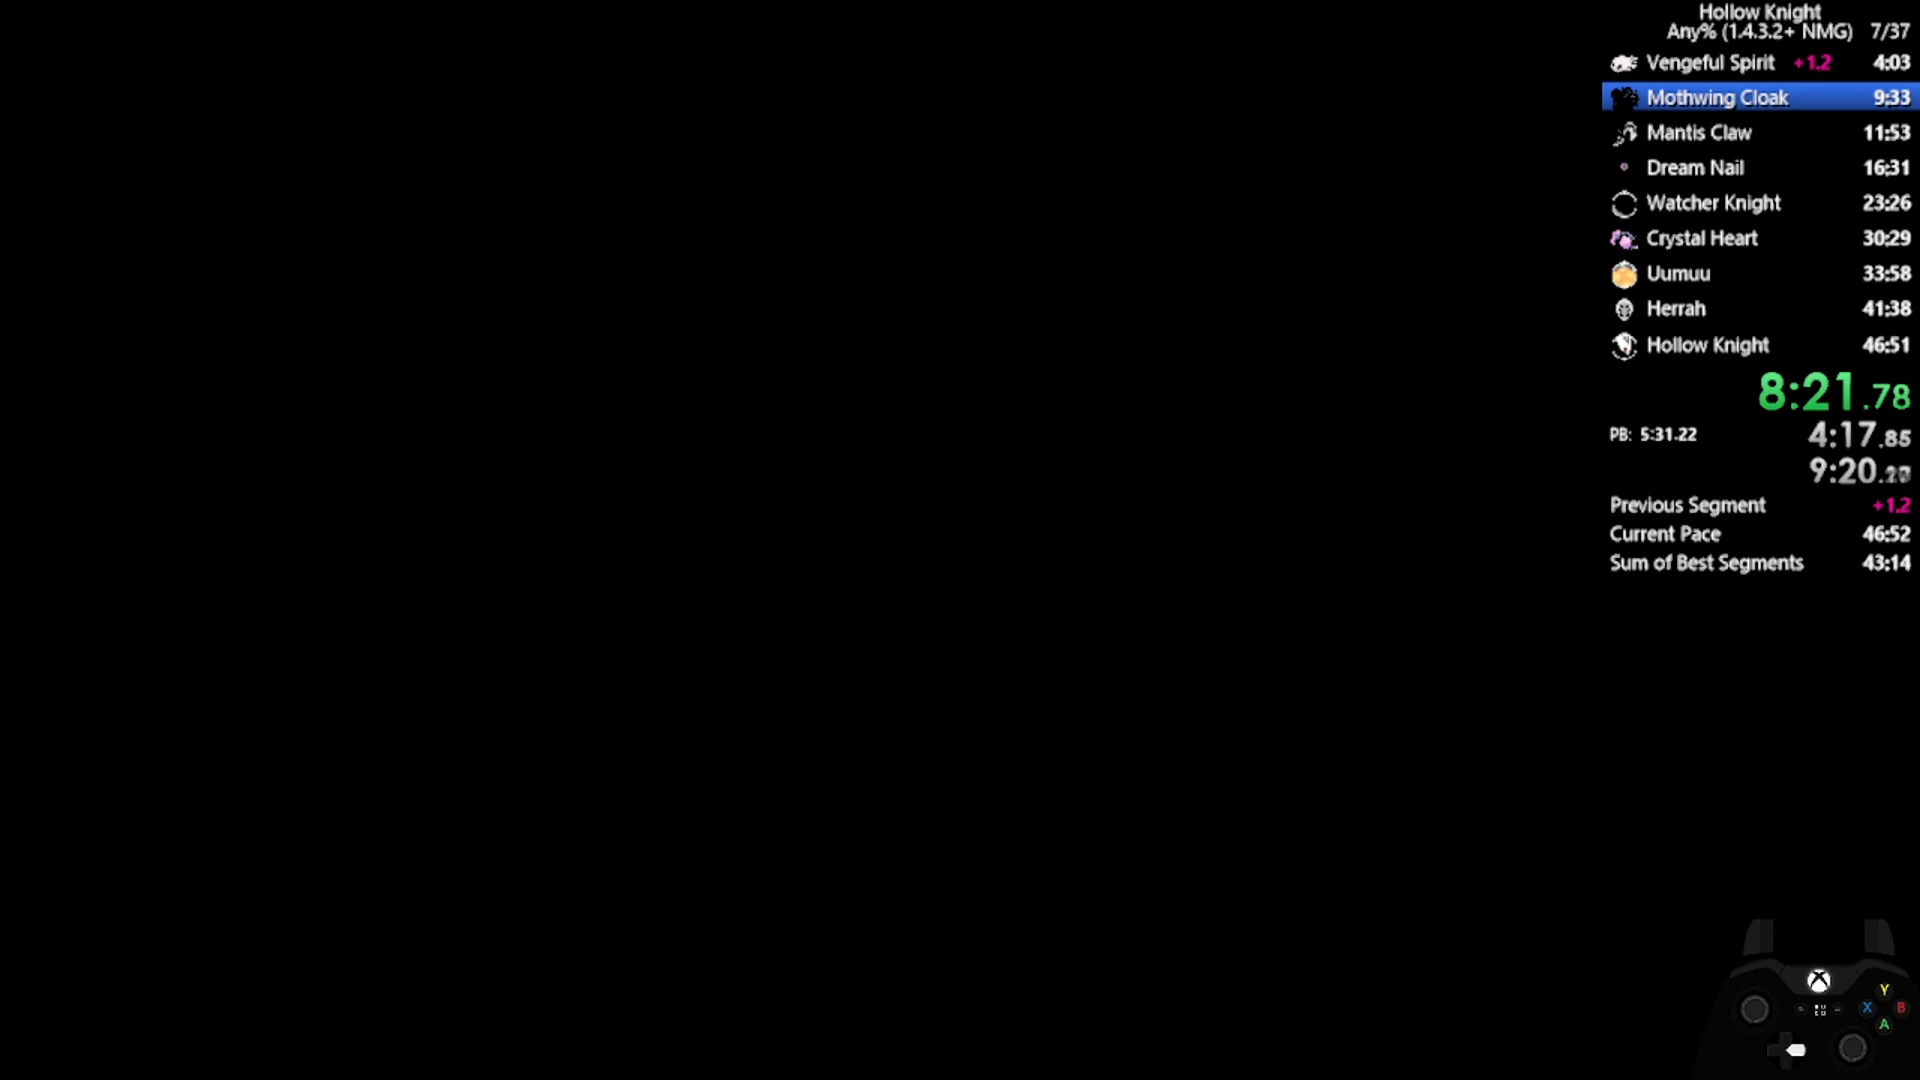 Hollow Knight
Any% (1.4.3.2+ NMG) 7/37
Vengeful Spirit +1.2 4:03
Mothwing Cloak 9:33
Mantis Claw 11:53
Dream Nail 16:31
Watcher Knight 23:26
Crystal Heart 30:29
Uumuu 33:58
Herrah 41:38
Hollow Knight 46:51
8:21.78
PB: 5:31.22 4:17.85
9:20.
Previous Segment +1.2
Current Pace 46:52
Sum of Best Segments 43:14
Y
X B
A